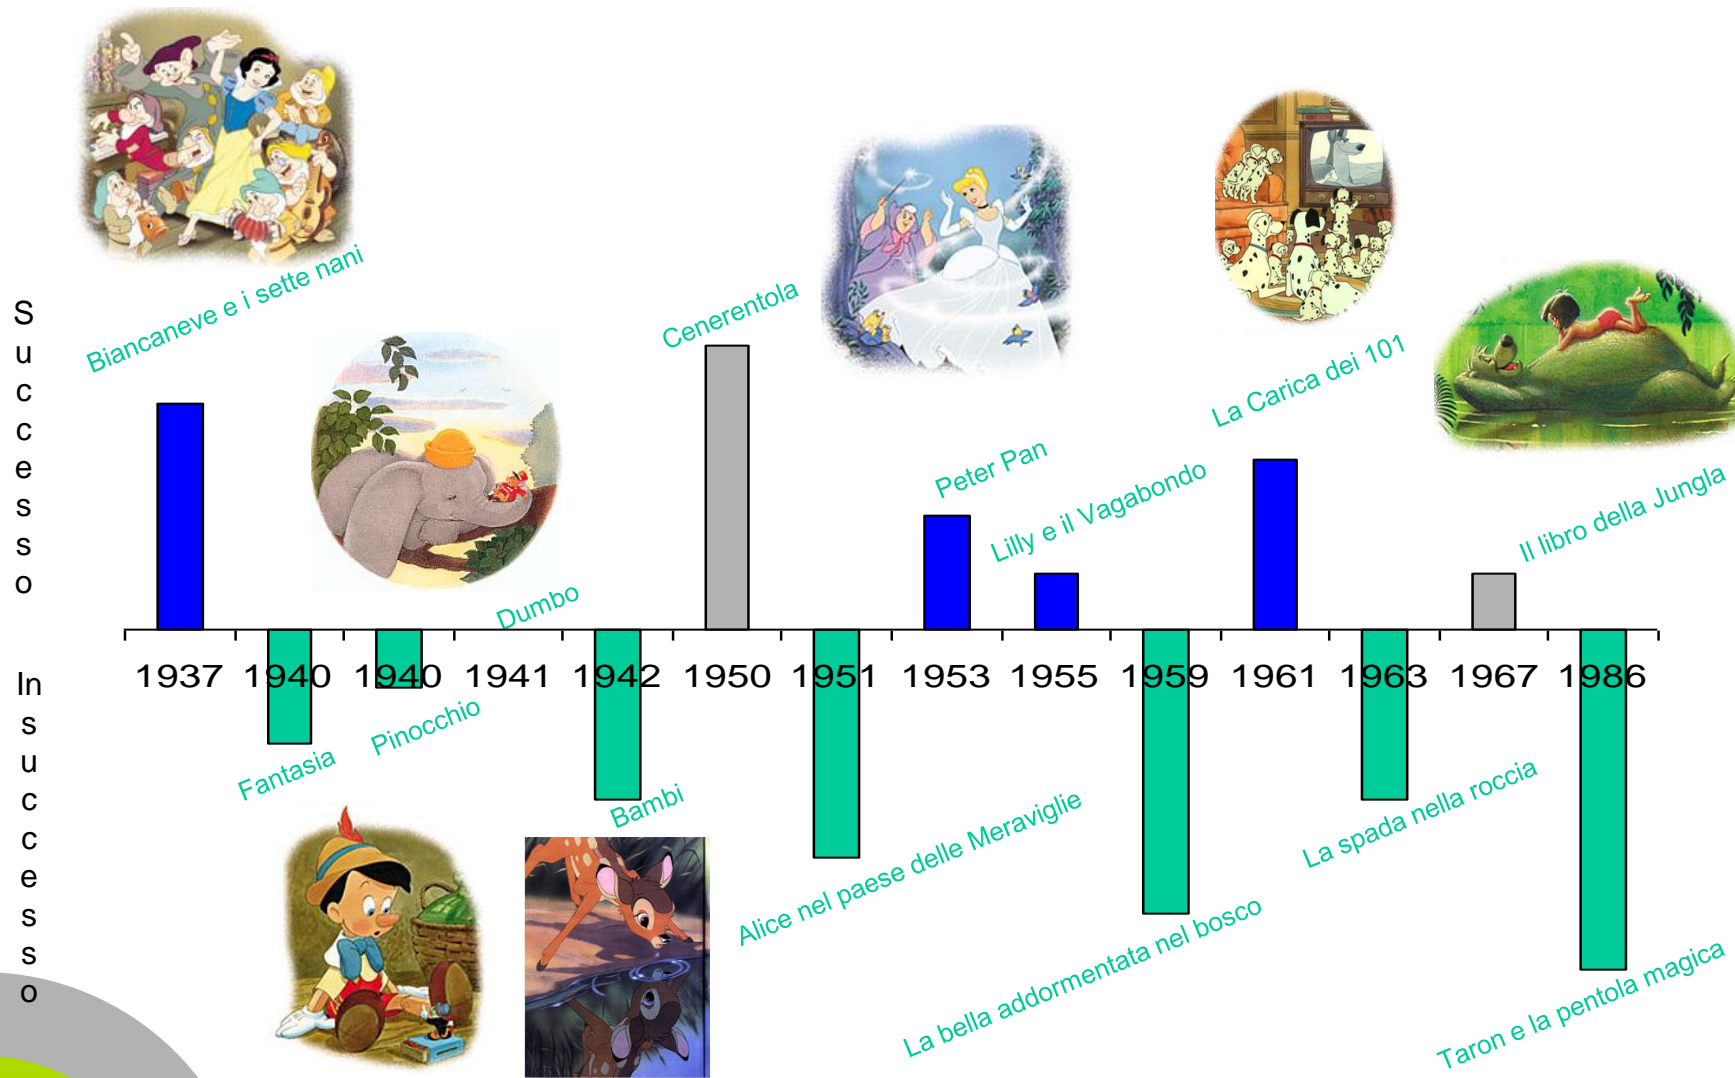 Successo
Insuccesso
Biancaneve e i sette nani
Cenerentola
La Carica dei 101
Peter Pan
Lilly e il Vagabondo
Il libro della Jungla
Dumbo
1937 1940 1940 1941 1942 1950 1951 1953 1955 1959 1961 1963 1967 1986
Pinocchio
Fantasia
Bambi
Alice nel paese delle Meraviglie
La spada nella roccia
La bella addormentata nel bosco
Taron e la pentola magica